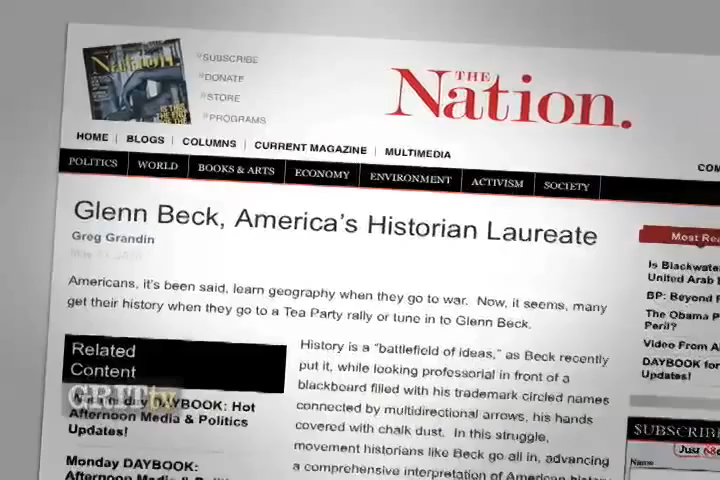 Nation.
SUBSCRIBE
DONATE
STORE
PROGRAMS
THE
Nation.
HOME | BLOGS | COLUMNS | CURRENT MAGAZINE | MULTIMEDIA
COM
POLITICS WORLD BOOKS & ARTS ECONOMY ENVIRONMENT ACTIVISM SOCIETY
Glenn Beck, America's Historian Laureate
Greg Grandin
Most Rea
Americans, it's been said, learn geography when they go to war. Now, it seems, many
get their history when they go to a Tea Party rally or tune in to Glenn Beck.
Is Blackwate
United Arab
BP: Beyond
The Obama P
Peril?
Video From A
DAYBOOK for
Updates!
Related
Content
GRITtv
DAYBOOK: Hot
Afternoon Media & Politics
Updates!
Monday DAYBOOK:
History is a "battlefield of ideas," as Beck recently
put it, while looking professorial in front of a
blackboard filled with his trademark circled names
connected by multidirectional arrows, his hands
covered with chalk dust. In this struggle,
movement historians like Beck go all in, advancing
a comprehensive interpretation of American history
SUBSCRIBE
Just
Name